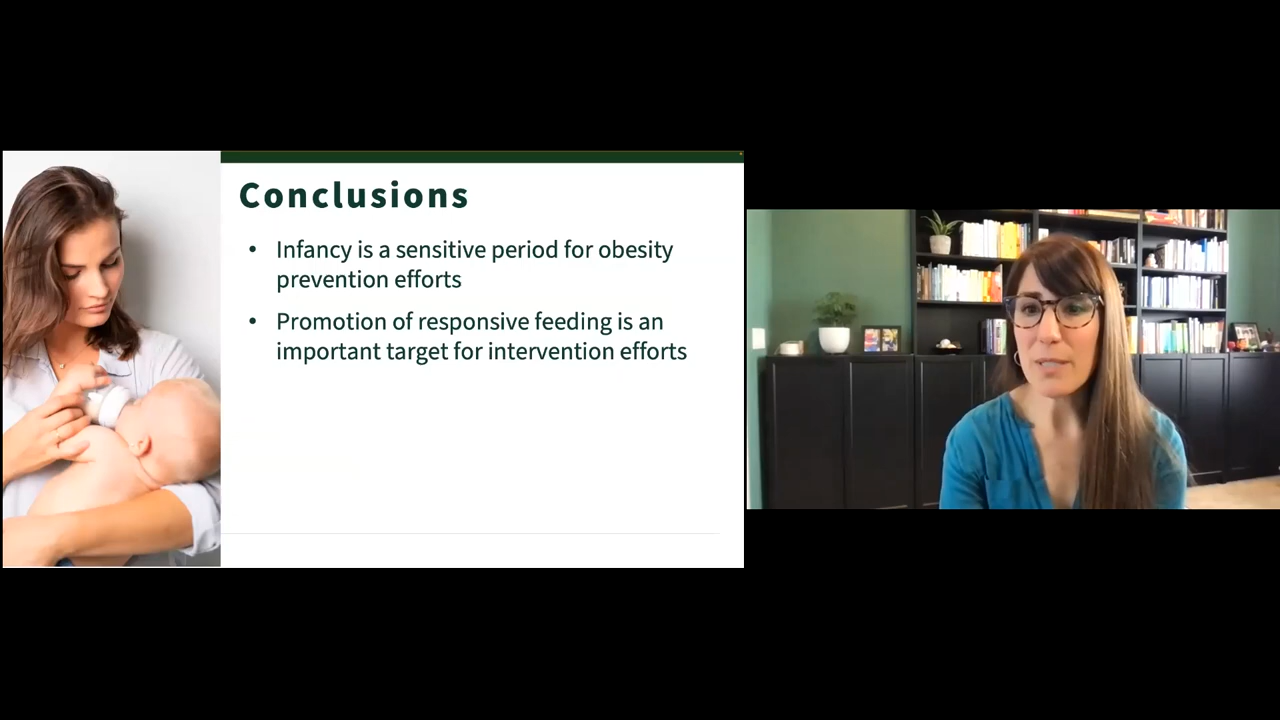 Conclusions
• Infancy is a sensitive period for obesity
prevention efforts
• Promotion of responsive feeding is an
important target for intervention efforts